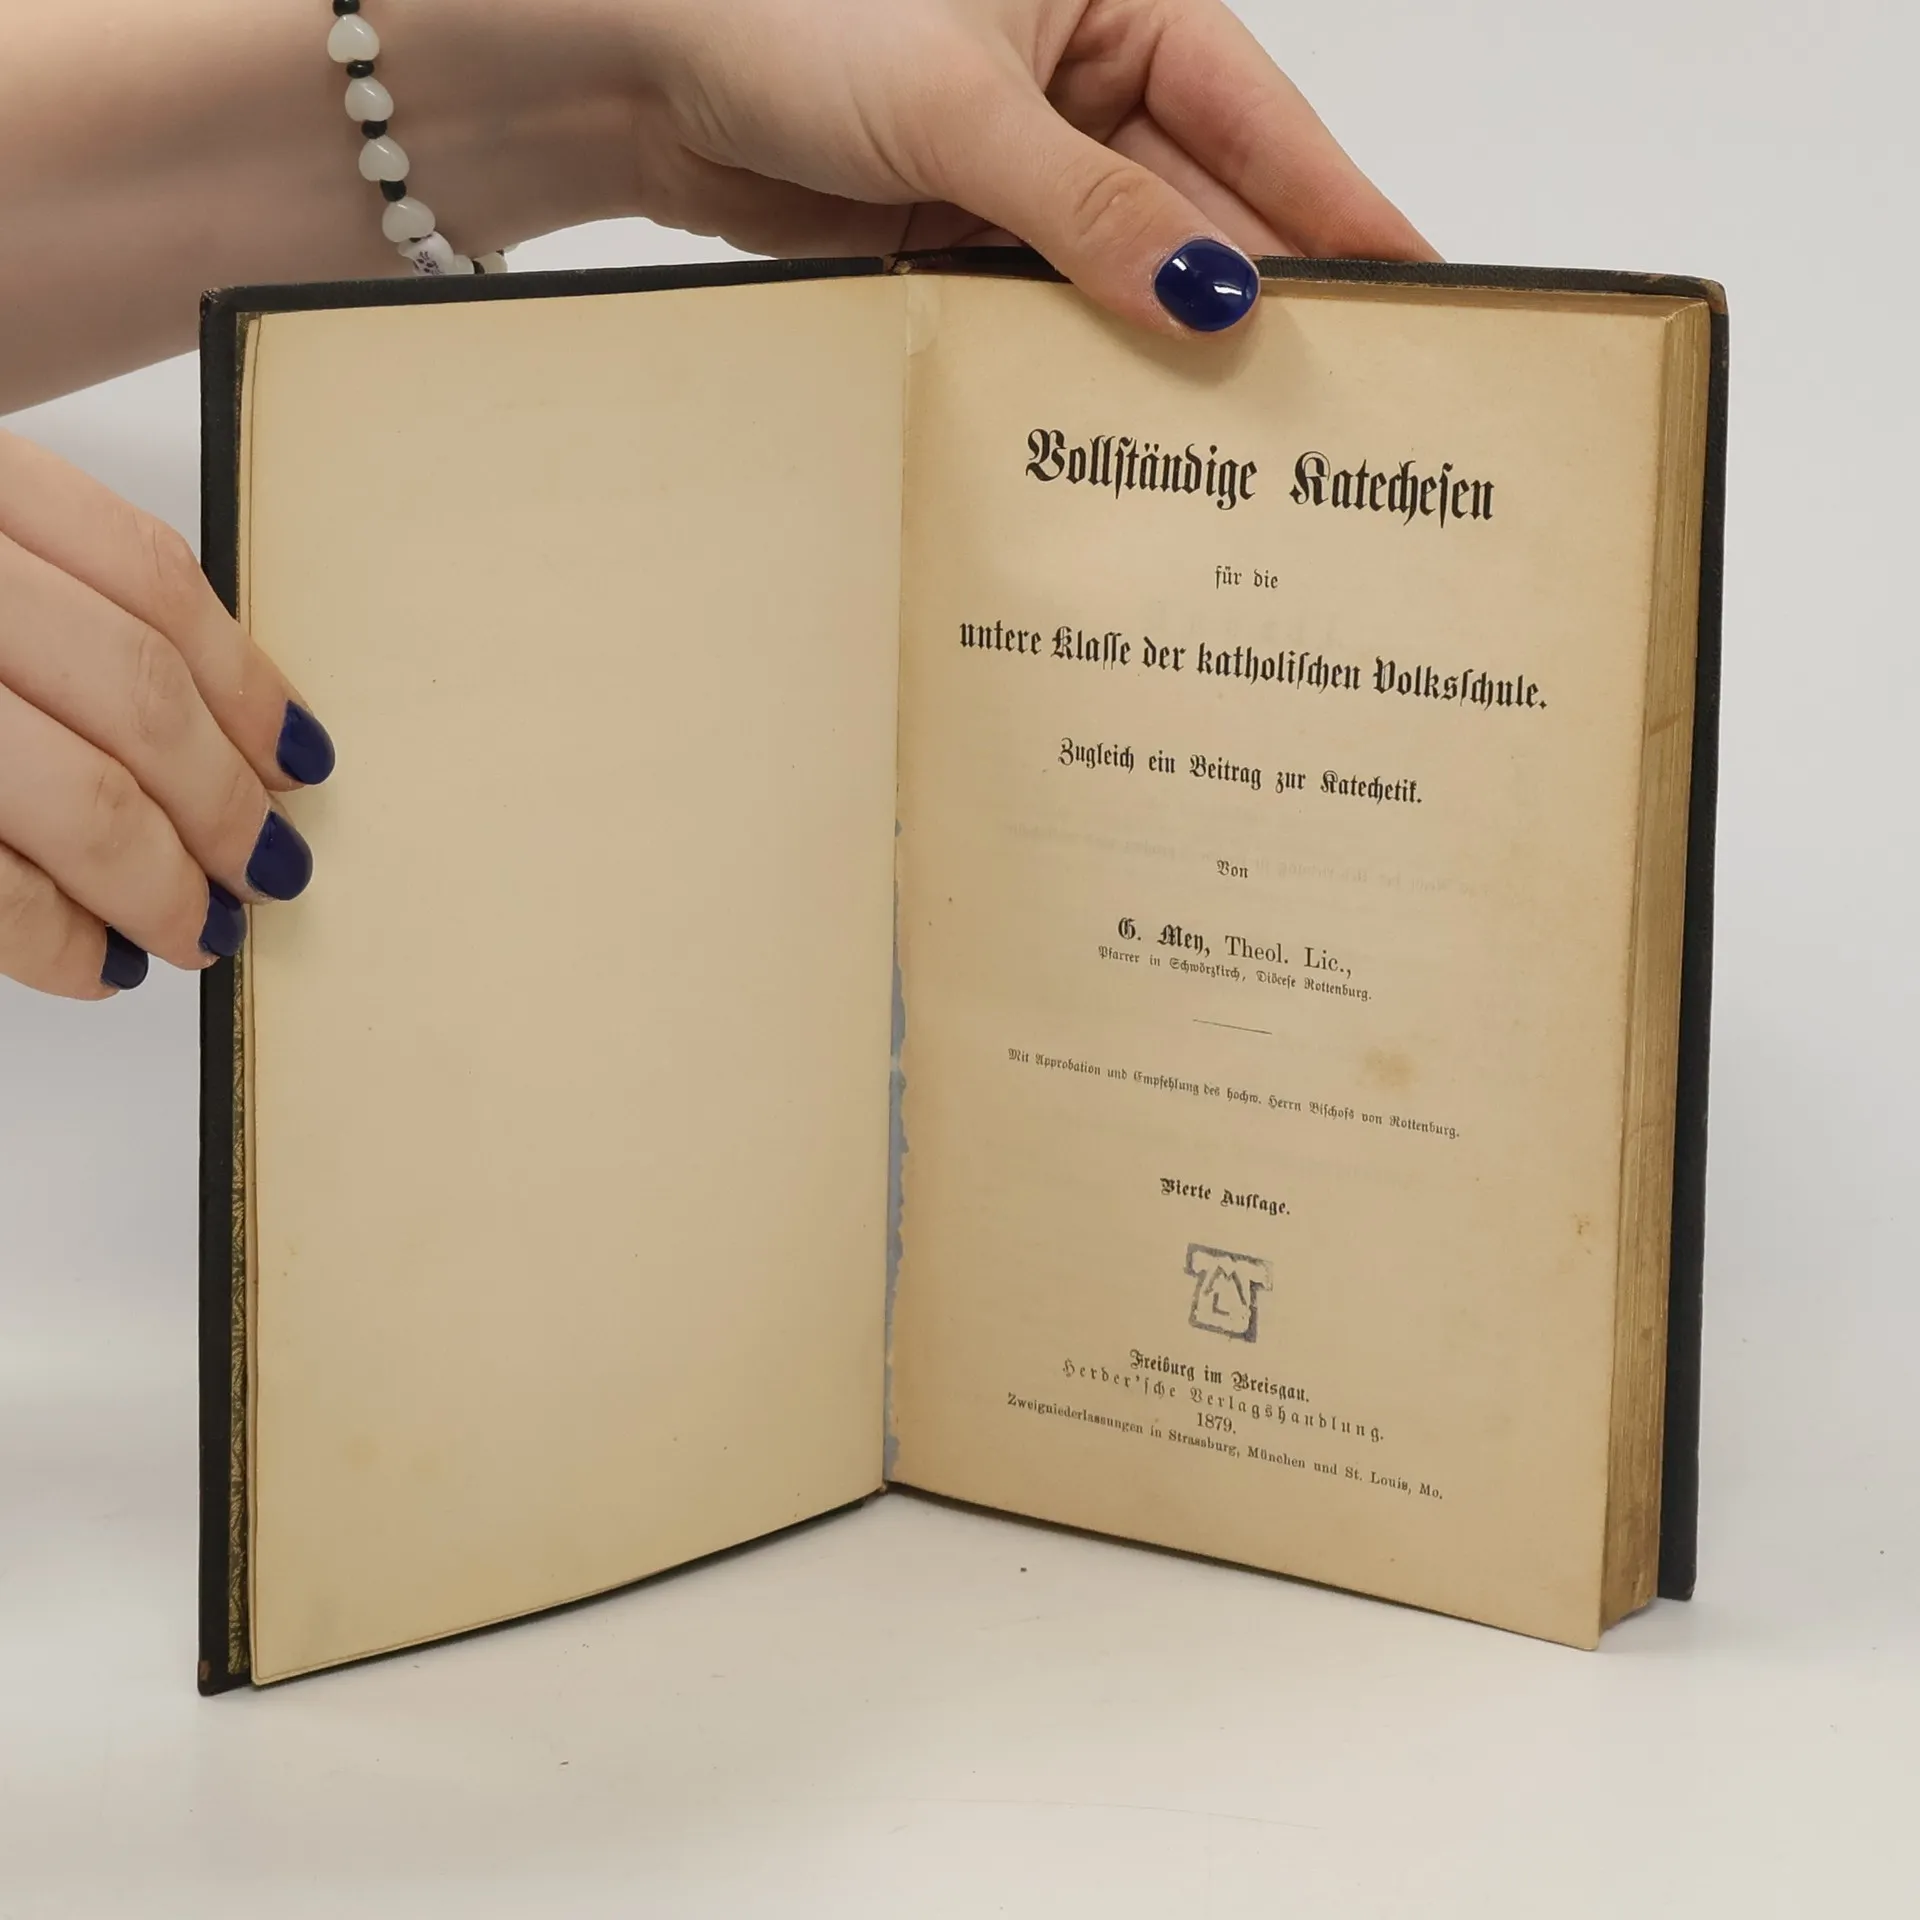 Vollständige Katechesen
für die
untere Klasse der katholischen Volksschule.
Zugleich ein Beitrag zur Katechetik.
Von
G. Mey, Theol. Lic.,
Pfarrer in Schwörzkirch, Diöcese Rottenburg.
Mit Approbation und Empfehlung des hochw. Herrn Bischofs von Rottenburg.
Vierte Auflage.
Freiburg im Breisgau.
Herder'sche Verlagshandlung.
1879.
Zweigniederlassungen in Strassburg, München und St. Louis, Mo.